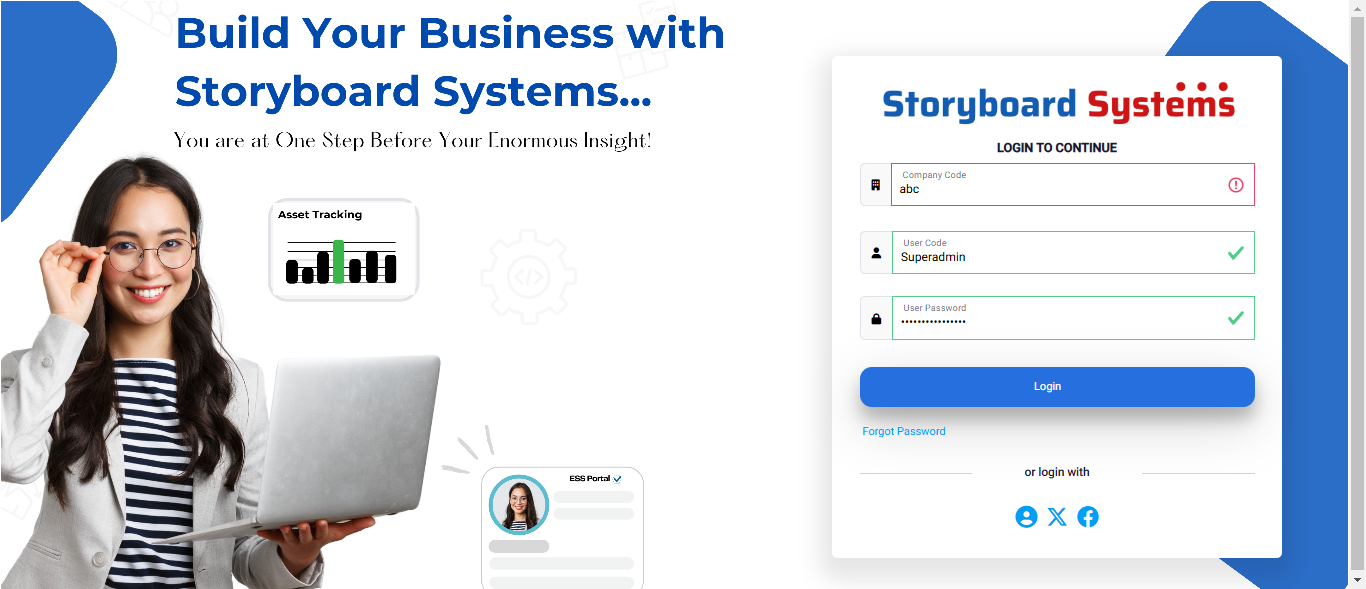 Build Your Business with
Storyboard Systems...
You are at One Step Before Your Enormous Insight!
Asset Tracking
ESS Portal
Storyboard Systems
LOGIN TO CONTINUE
Company Code
abc
User Code
Superadmin
User Password
••••••••••••••••
Login
Forgot Password
or login with